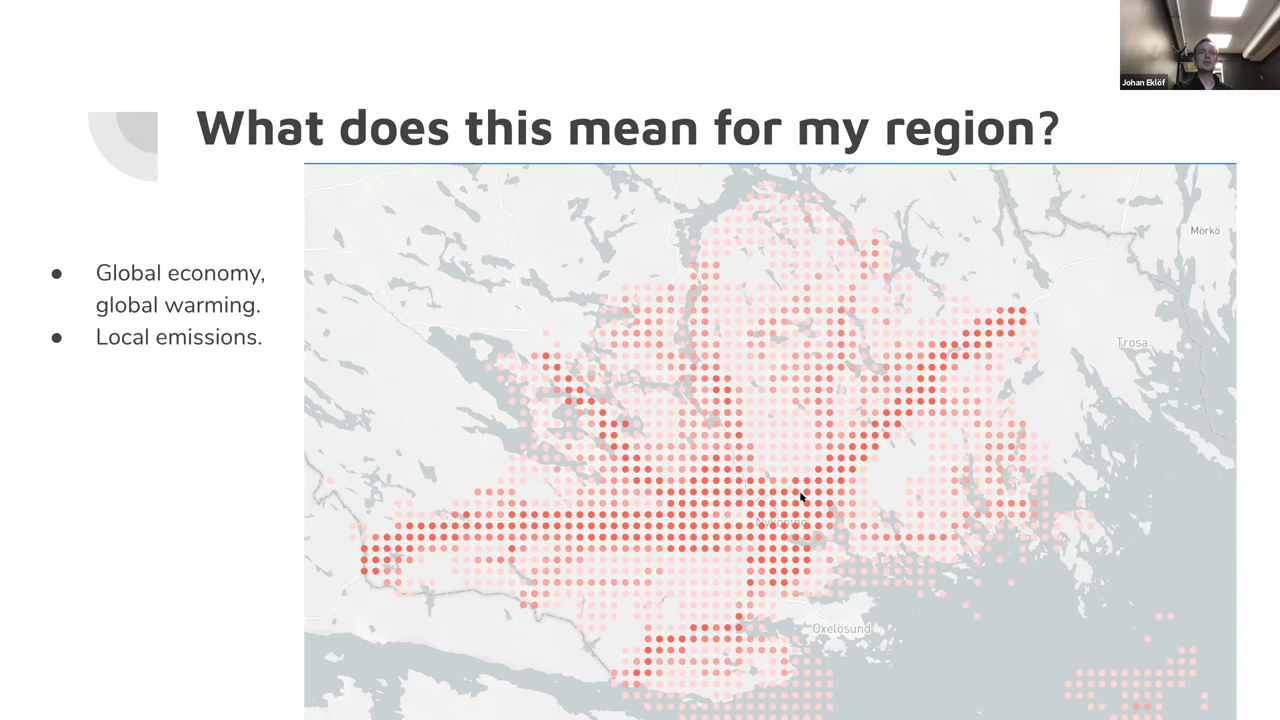 Johan Eklöf
What does this mean for my region?
Global economy,
global warming.
Local emissions.
Mörkö
Trosa
Nyköping
Oxelösund